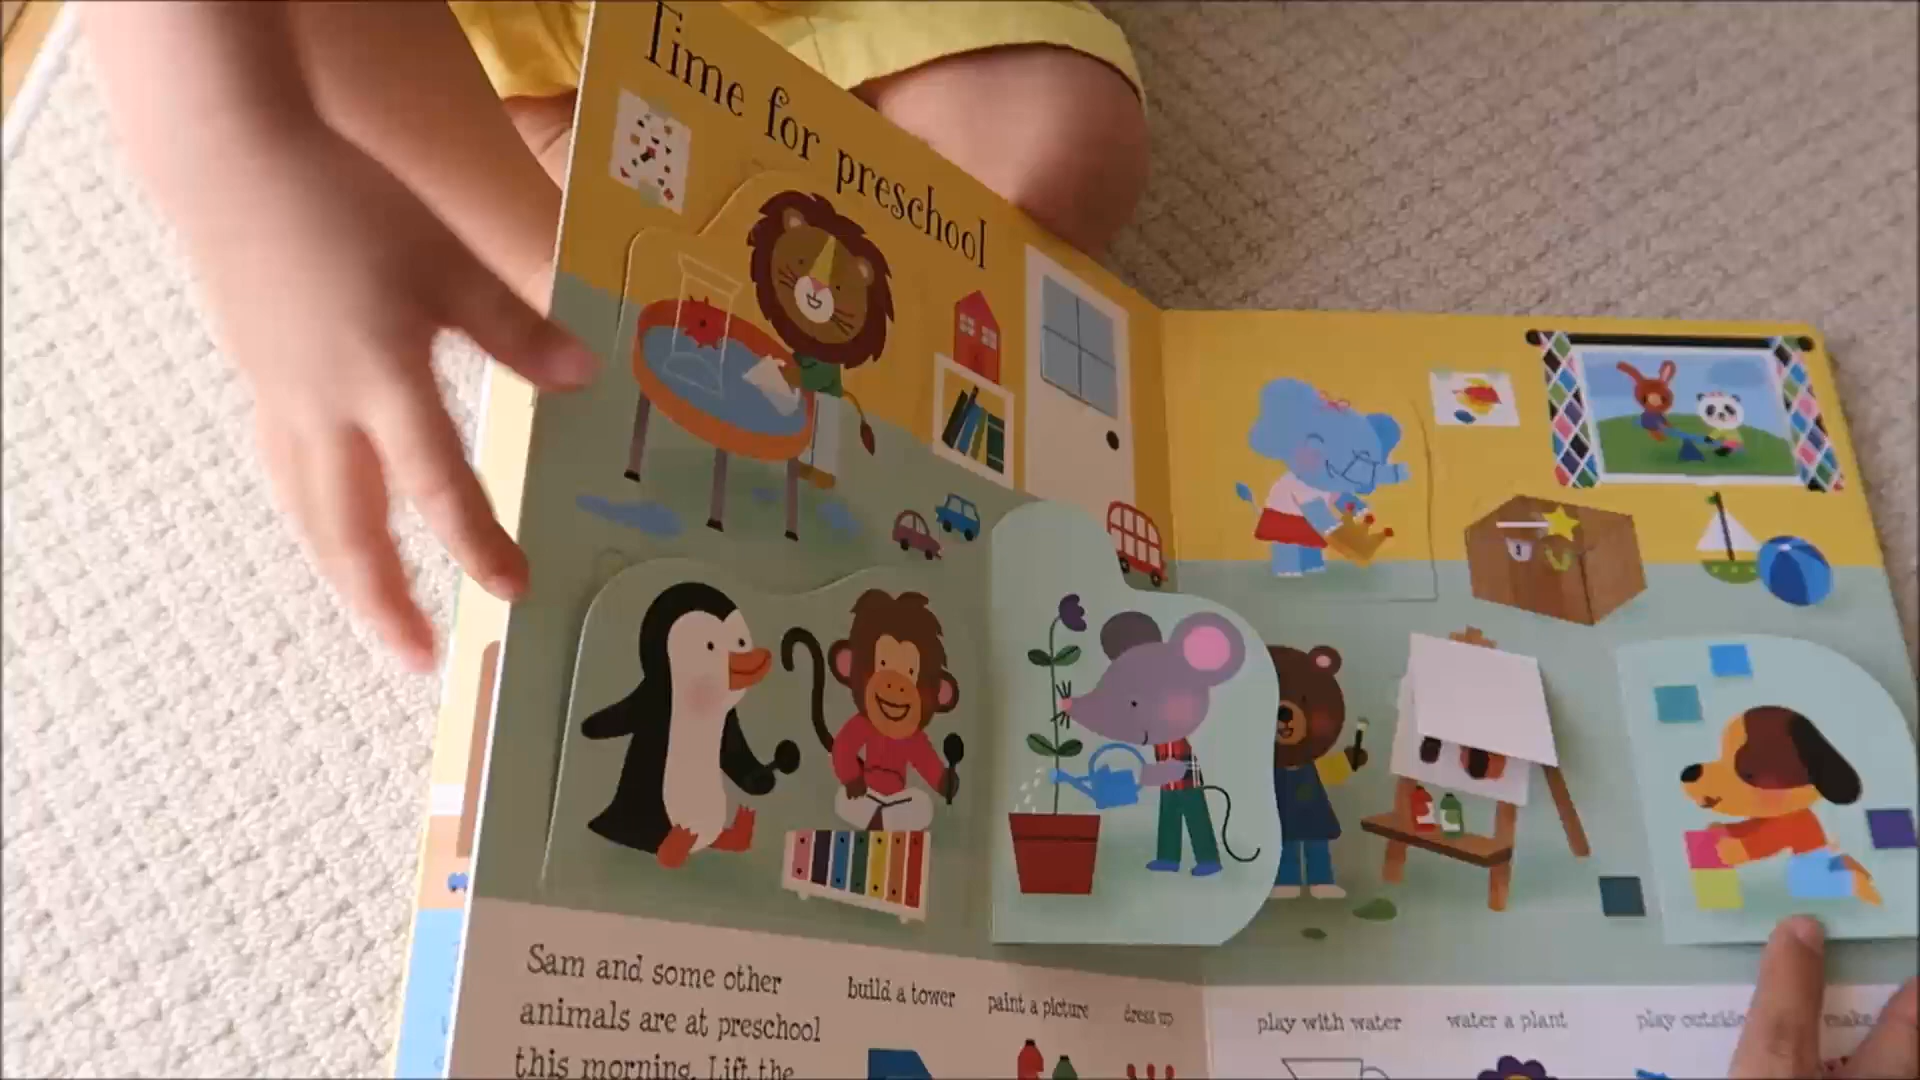 Time for preschool
Sam and some other
animals are at preschool
this morning. Lift the
build a tower
paint a picture
dress up
play with water
water a plant
play outside
make